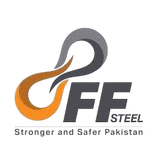 FF
STEEL
Stronger and Safer Pakistan